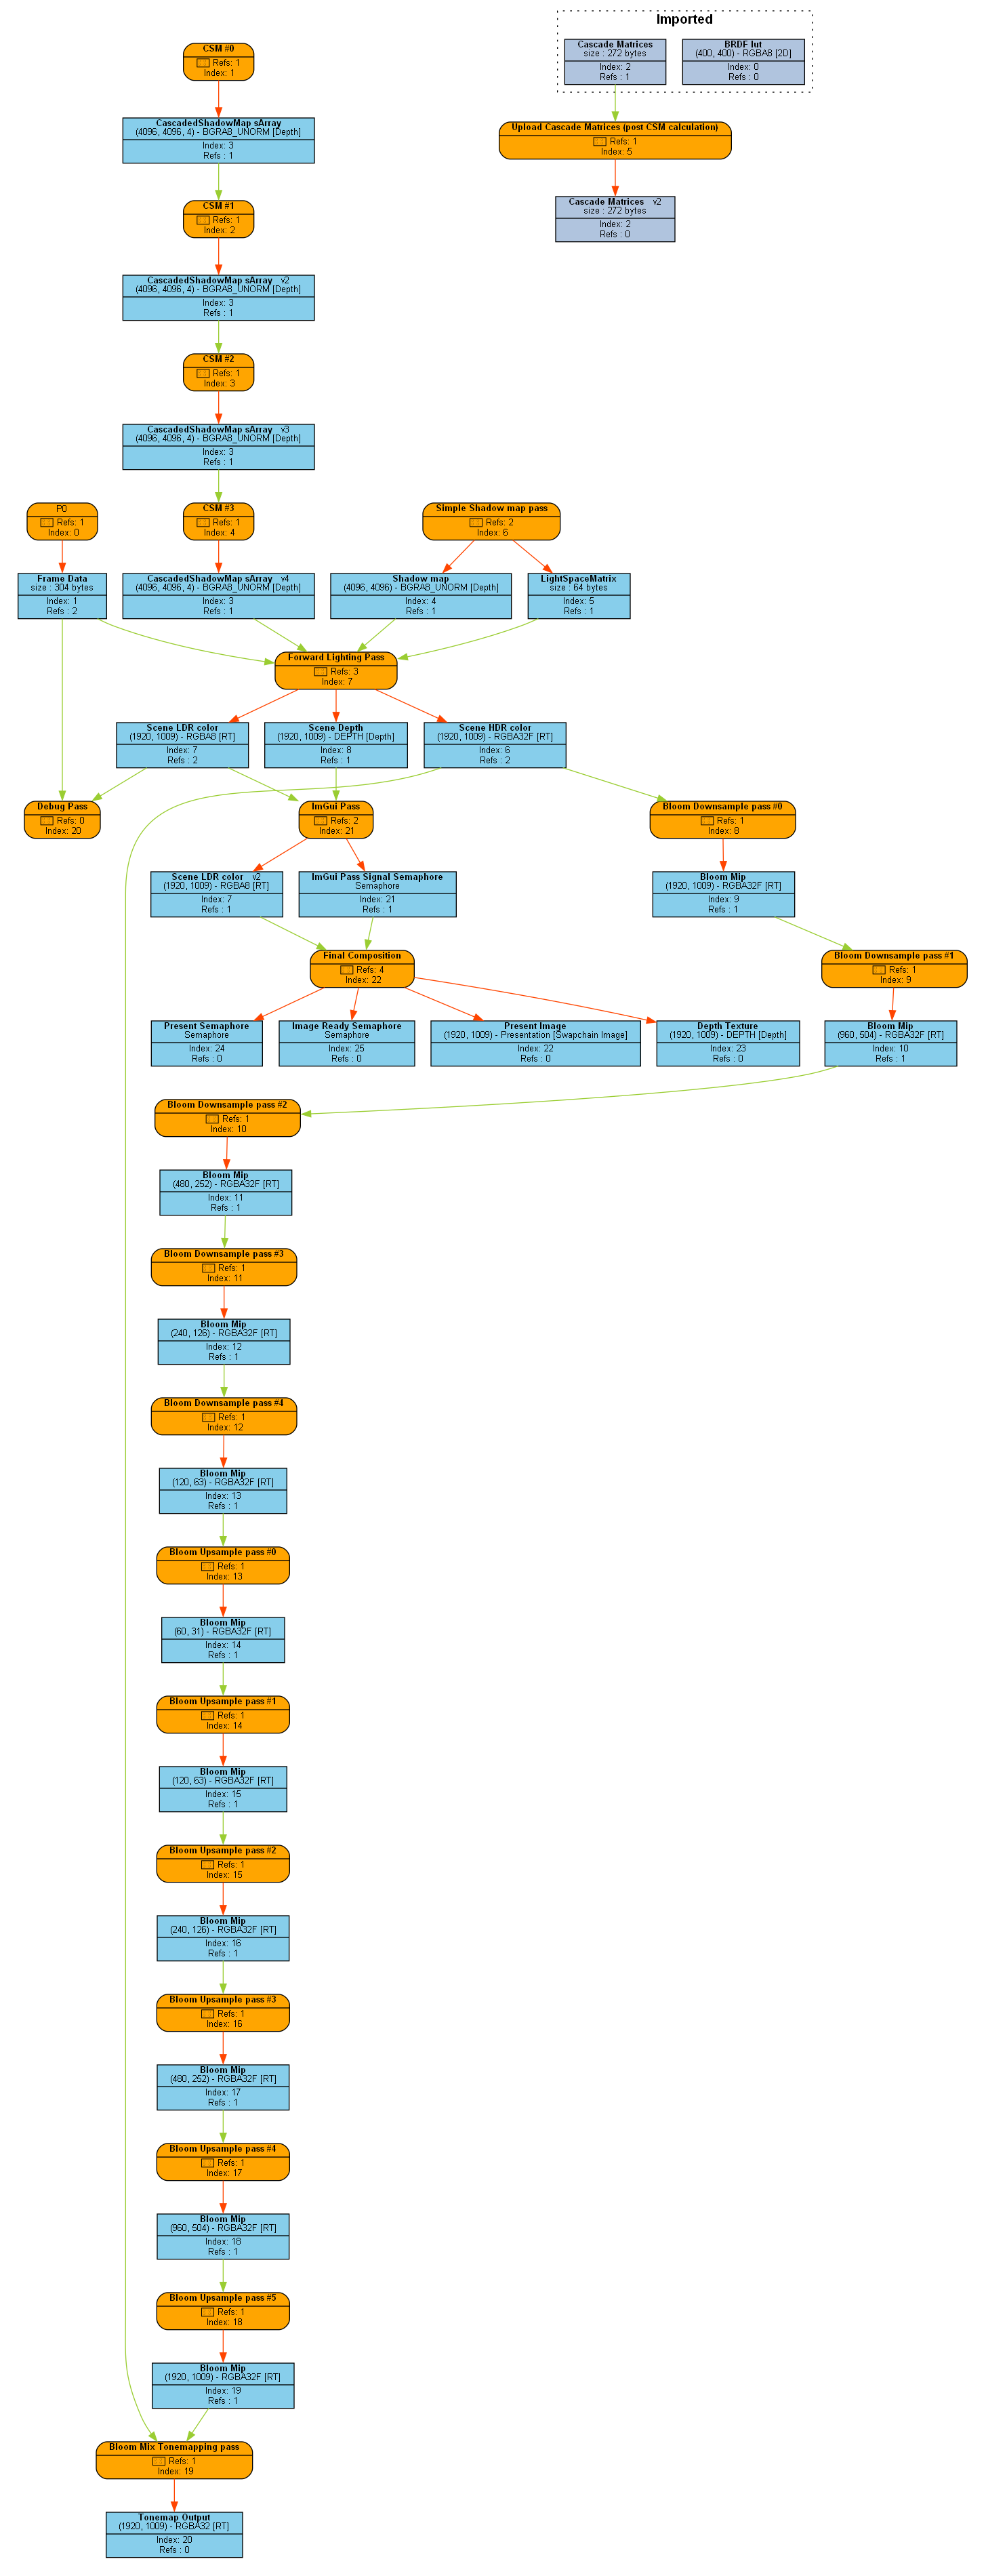 Imported
CSM #0
Refs: 1
Index: 1
Cascade Matrices
size : 272 bytes
Index: 2
Refs : 1
BRDF lut
(400, 400) - RGBA8 [2D]
Index: 0
Refs : 0
CascadedShadowMap sArray
(4096, 4096, 4) - BGRA8_UNORM [Depth]
Index: 3
Refs : 1
Upload Cascade Matrices (post CSM calculation)
Refs: 1
Index: 5
CSM #1
Refs: 1
Index: 2
Cascade Matrices v2
size : 272 bytes
Index: 2
Refs : 0
CascadedShadowMap sArray v2
(4096, 4096, 4) - BGRA8_UNORM [Depth]
Index: 3
Refs : 1
CSM #2
Refs: 1
Index: 3
CascadedShadowMap sArray v3
(4096, 4096, 4) - BGRA8_UNORM [Depth]
Index: 3
Refs : 1
P0
Refs: 1
Index: 0
CSM #3
Refs: 1
Index: 4
Simple Shadow map pass
Refs: 2
Index: 6
Frame Data
size : 304 bytes
Index: 1
Refs : 2
CascadedShadowMap sArray v4
(4096, 4096, 4) - BGRA8_UNORM [Depth]
Index: 3
Refs : 1
Shadow map
(4096, 4096) - BGRA8_UNORM [Depth]
Index: 4
Refs : 1
LightSpaceMatrix
size : 64 bytes
Index: 5
Refs : 1
Forward Lighting Pass
Refs: 3
Index: 7
Scene LDR color
(1920, 1009) - RGBA8 [RT]
Index: 7
Refs : 2
Scene Depth
(1920, 1009) - DEPTH [Depth]
Index: 8
Refs : 1
Scene HDR color
(1920, 1009) - RGBA32F [RT]
Index: 6
Refs : 2
Debug Pass
Refs: 0
Index: 20
ImGui Pass
Refs: 2
Index: 21
Bloom Downsample pass #0
Refs: 1
Index: 8
Scene LDR color v2
(1920, 1009) - RGBA8 [RT]
Index: 7
Refs : 1
ImGui Pass Signal Semaphore
Semaphore
Index: 21
Refs : 1
Bloom Mip
(1920, 1009) - RGBA32F [RT]
Index: 9
Refs : 1
Final Composition
Refs: 4
Index: 22
Bloom Downsample pass #1
Refs: 1
Index: 9
Present Semaphore
Semaphore
Index: 24
Refs : 0
Image Ready Semaphore
Semaphore
Index: 25
Refs : 0
Present Image
(1920, 1009) - Presentation [Swapchain Image]
Index: 22
Refs : 0
Depth Texture
(1920, 1009) - DEPTH [Depth]
Index: 23
Refs : 0
Bloom Mip
(960, 504) - RGBA32F [RT]
Index: 10
Refs : 1
Bloom Downsample pass #2
Refs: 1
Index: 10
Bloom Mip
(480, 252) - RGBA32F [RT]
Index: 11
Refs : 1
Bloom Downsample pass #3
Refs: 1
Index: 11
Bloom Mip
(240, 126) - RGBA32F [RT]
Index: 12
Refs : 1
Bloom Downsample pass #4
Refs: 1
Index: 12
Bloom Mip
(120, 63) - RGBA32F [RT]
Index: 13
Refs : 1
Bloom Upsample pass #0
Refs: 1
Index: 13
Bloom Mip
(60, 31) - RGBA32F [RT]
Index: 14
Refs : 1
Bloom Upsample pass #1
Refs: 1
Index: 14
Bloom Mip
(120, 63) - RGBA32F [RT]
Index: 15
Refs : 1
Bloom Upsample pass #2
Refs: 1
Index: 15
Bloom Mip
(240, 126) - RGBA32F [RT]
Index: 16
Refs : 1
Bloom Upsample pass #3
Refs: 1
Index: 16
Bloom Mip
(480, 252) - RGBA32F [RT]
Index: 17
Refs : 1
Bloom Upsample pass #4
Refs: 1
Index: 17
Bloom Mip
(960, 504) - RGBA32F [RT]
Index: 18
Refs : 1
Bloom Upsample pass #5
Refs: 1
Index: 18
Bloom Mip
(1920, 1009) - RGBA32F [RT]
Index: 19
Refs : 1
Bloom Mix Tonemapping pass
Refs: 1
Index: 19
Tonemap Output
(1920, 1009) - RGBA32 [RT]
Index: 20
Refs : 0